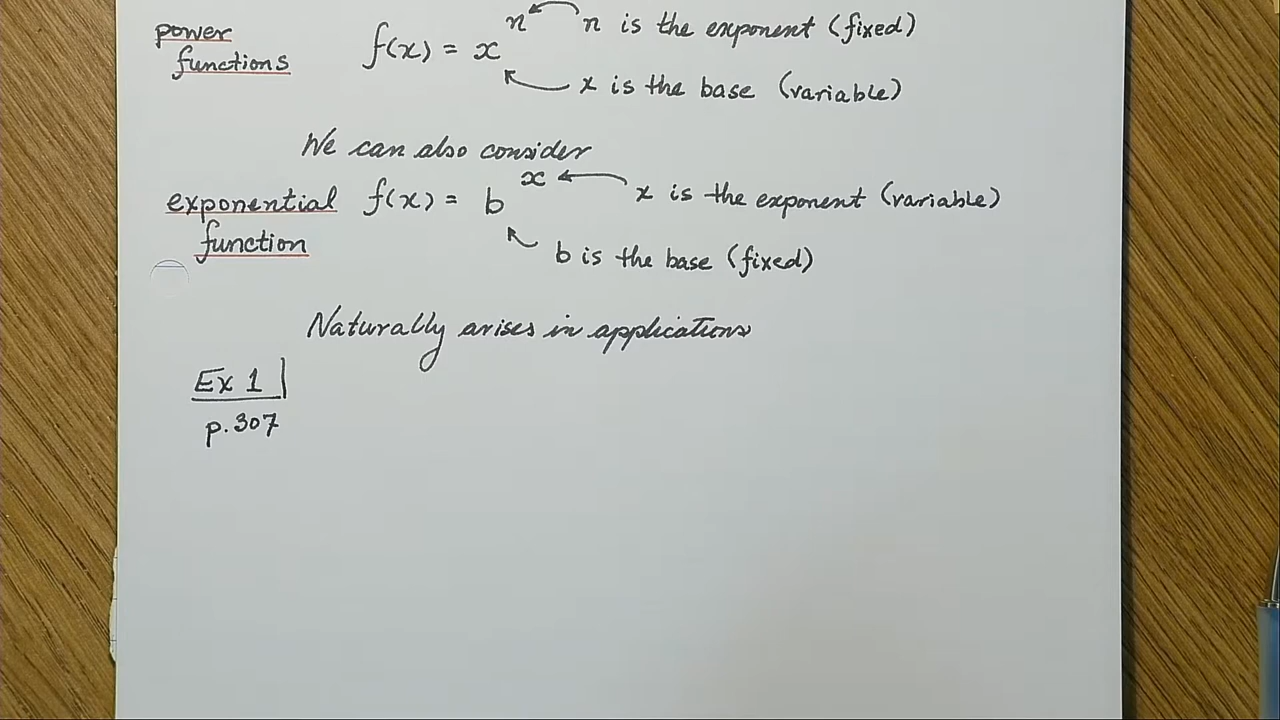 power functions f(x) = x^n n is the exponent (fixed)
x is the base (variable)
We can also consider
exponential function f(x) = b^x x is the exponent (variable)
b is the base (fixed)
Naturally arises in applications
Ex 1
p.307